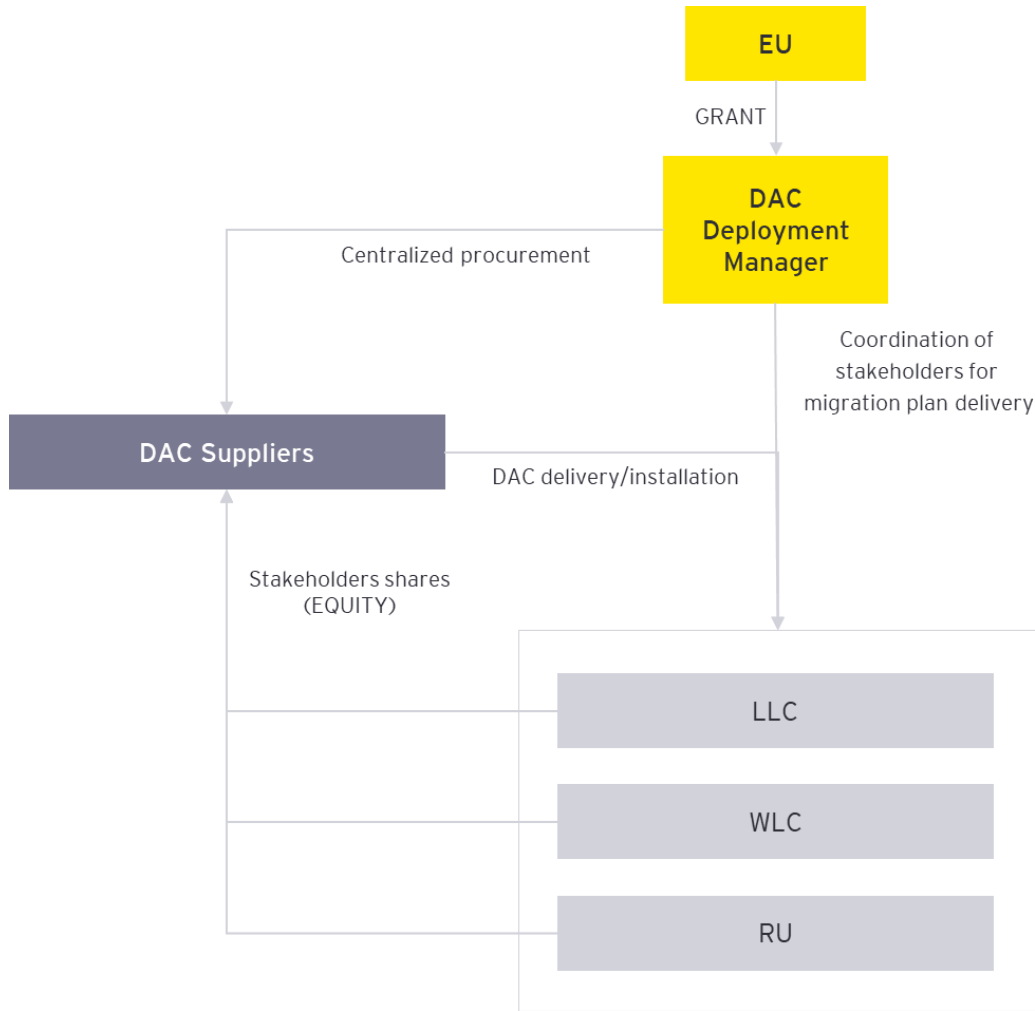 EU
GRANT
DAC
Deployment
Manager
Centralized procurement
Coordination of
stakeholders for
migration plan delivery
DAC Suppliers
DAC delivery/installation
Stakeholders shares
(EQUITY)
LLC
WLC
RU